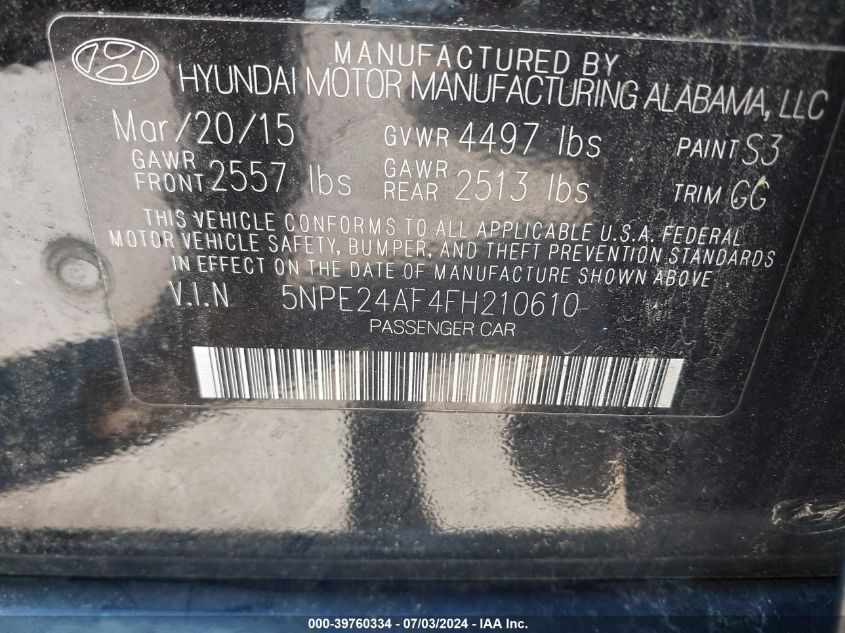 MANUFACTURED BY
HYUNDAI MOTOR MANUFACTURING ALABAMA, LLC
Mar/20/15 GVWR 4497 lbs PAINT S3
GAWR FRONT 2557 lbs GAWR REAR 2513 lbs TRIM GG
THIS VEHICLE CONFORMS TO ALL APPLICABLE U.S.A. FEDERAL
MOTOR VEHICLE SAFETY, BUMPER, AND THEFT PREVENTION STANDARDS
IN EFFECT ON THE DATE OF MANUFACTURE SHOWN ABOVE
V.I.N 5NPE24AF4FH210610
PASSENGER CAR
000-39760334 - 07/03/2024 - IAA Inc.